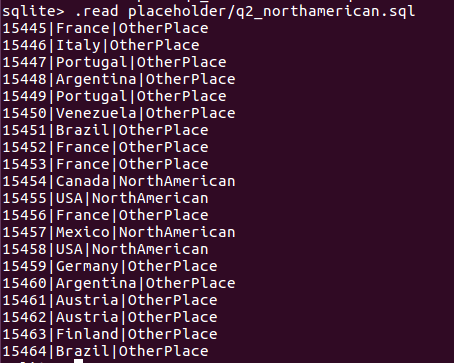 sqlite> .read placeholder/q2_northamerican.sql
15445|France|OtherPlace
15446|Italy|OtherPlace
15447|Portugal|OtherPlace
15448|Argentina|OtherPlace
15449|Portugal|OtherPlace
15450|Venezuela|OtherPlace
15451|Brazil|OtherPlace
15452|France|OtherPlace
15453|France|OtherPlace
15454|Canada|NorthAmerican
15455|USA|NorthAmerican
15456|France|OtherPlace
15457|Mexico|NorthAmerican
15458|USA|NorthAmerican
15459|Germany|OtherPlace
15460|Argentina|OtherPlace
15461|Austria|OtherPlace
15462|Austria|OtherPlace
15463|Finland|OtherPlace
15464|Brazil|OtherPlace